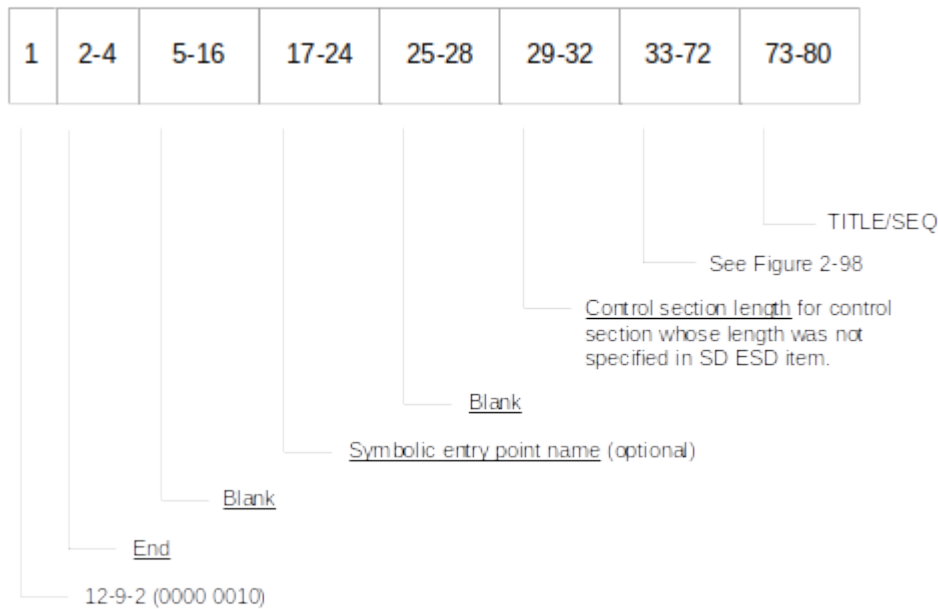 1 2-4 5-16 17-24 25-28 29-32 33-72 73-80
TITLE/SEQ
See Figure 2-98
Control section length for control
section whose length was not
specified in SD ESD item.
Blank
Symbolic entry point name (optional)
Blank
End
12-9-2 (0000 0010)